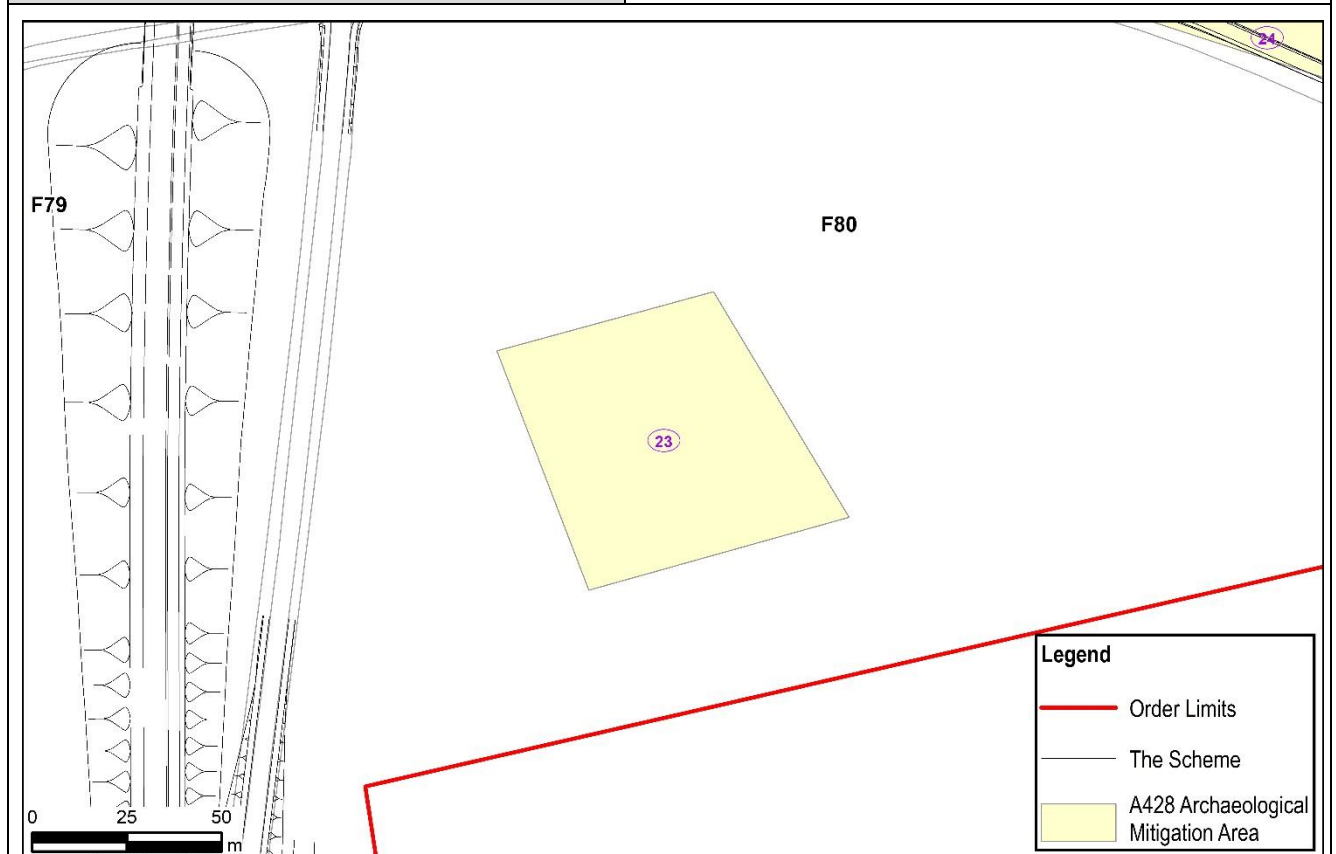 24
F79
F80
23
Legend
Order Limits
The Scheme
A428 Archaeological
Mitigation Area
0 25 50
m